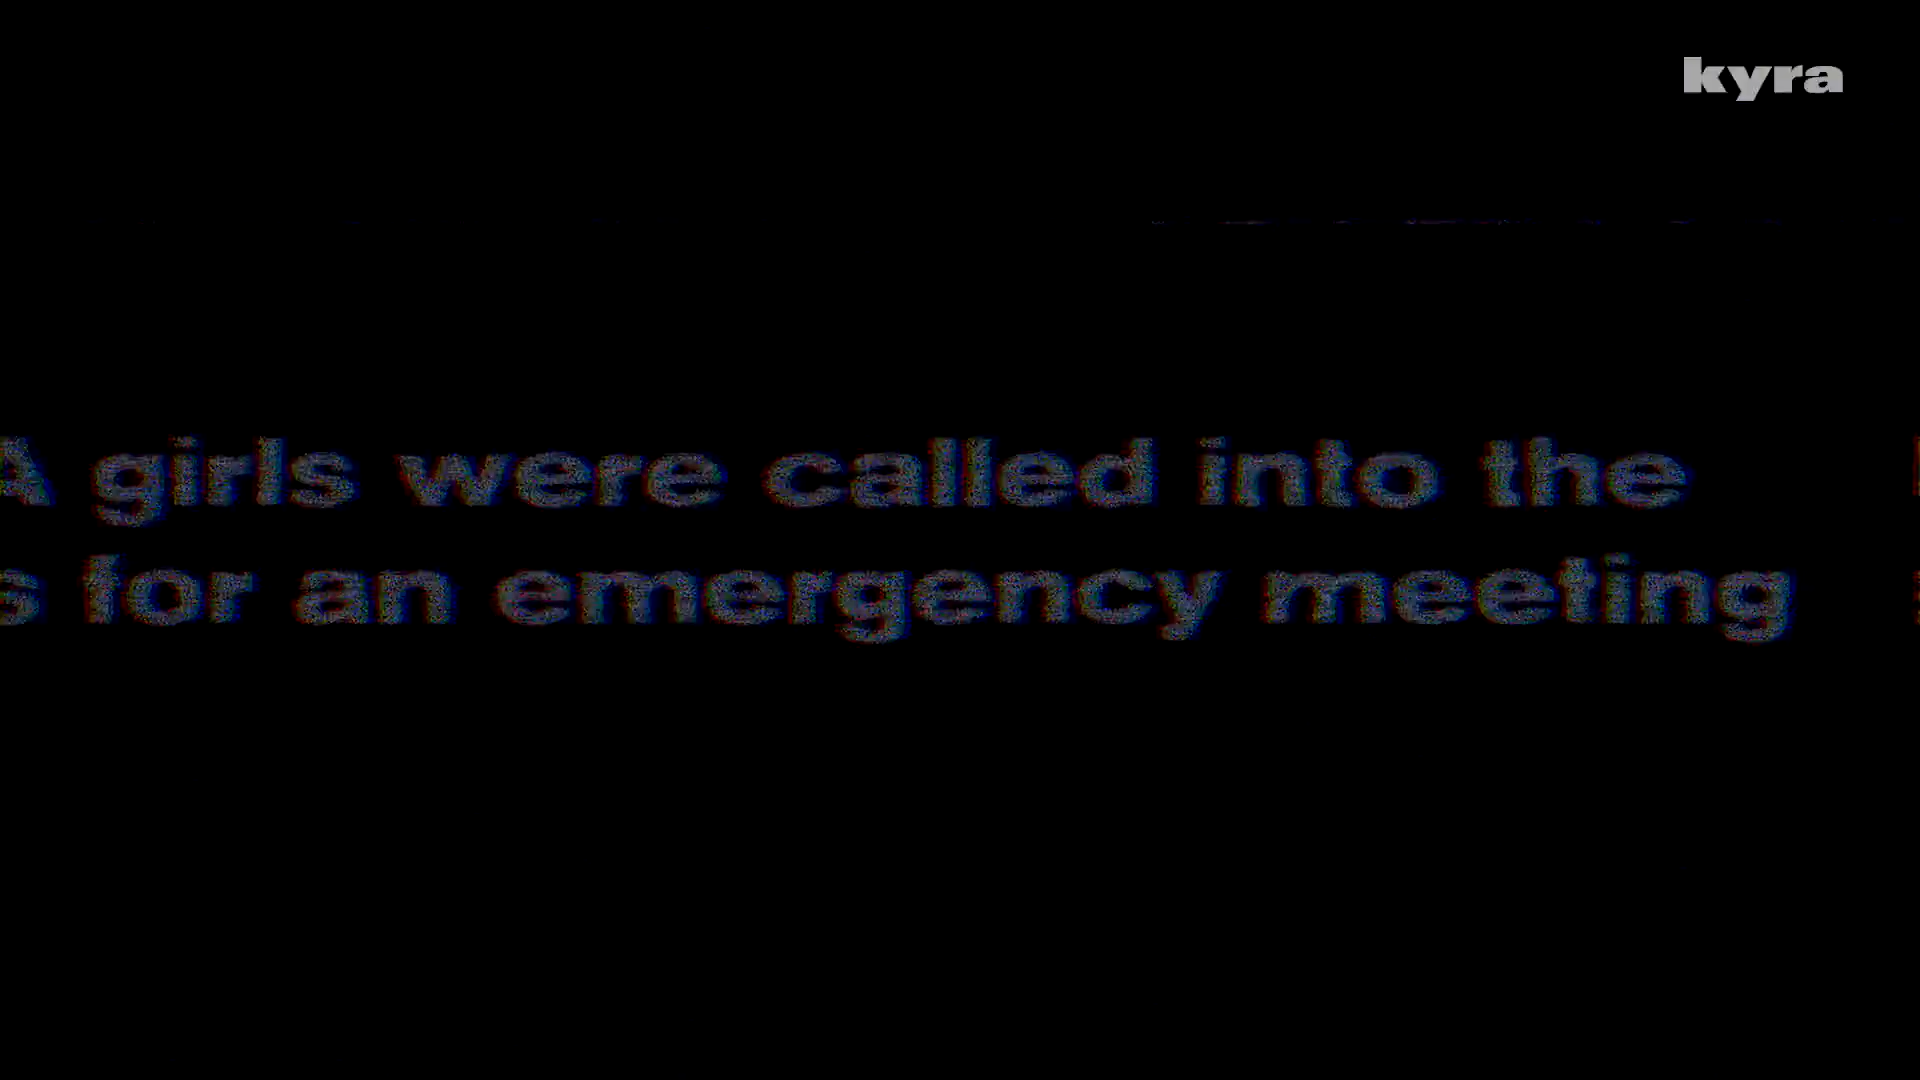 kyra
A girls were called into the
s for an emergency meeting